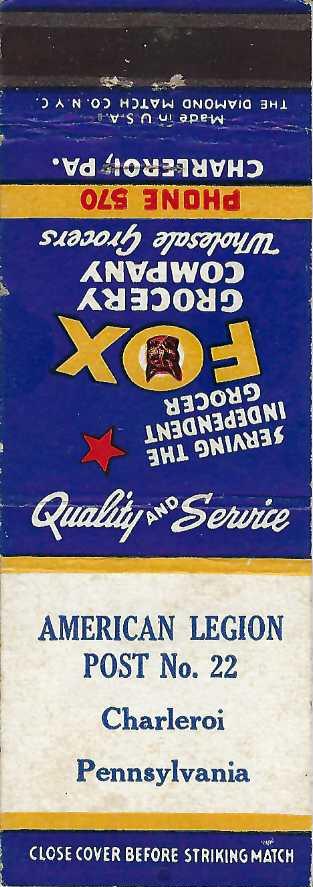 Made in U.S.A.
THE DIAMOND MATCH CO. N.Y.C.
CHARLEROI, PA.
PHONE 570
Wholesale Grocers
GROCERY
COMPANY
FOX
SERVING THE
INDEPENDENT
GROCER
Quality AND Service
AMERICAN LEGION
POST No. 22
Charleroi
Pennsylvania
CLOSE COVER BEFORE STRIKING MATCH